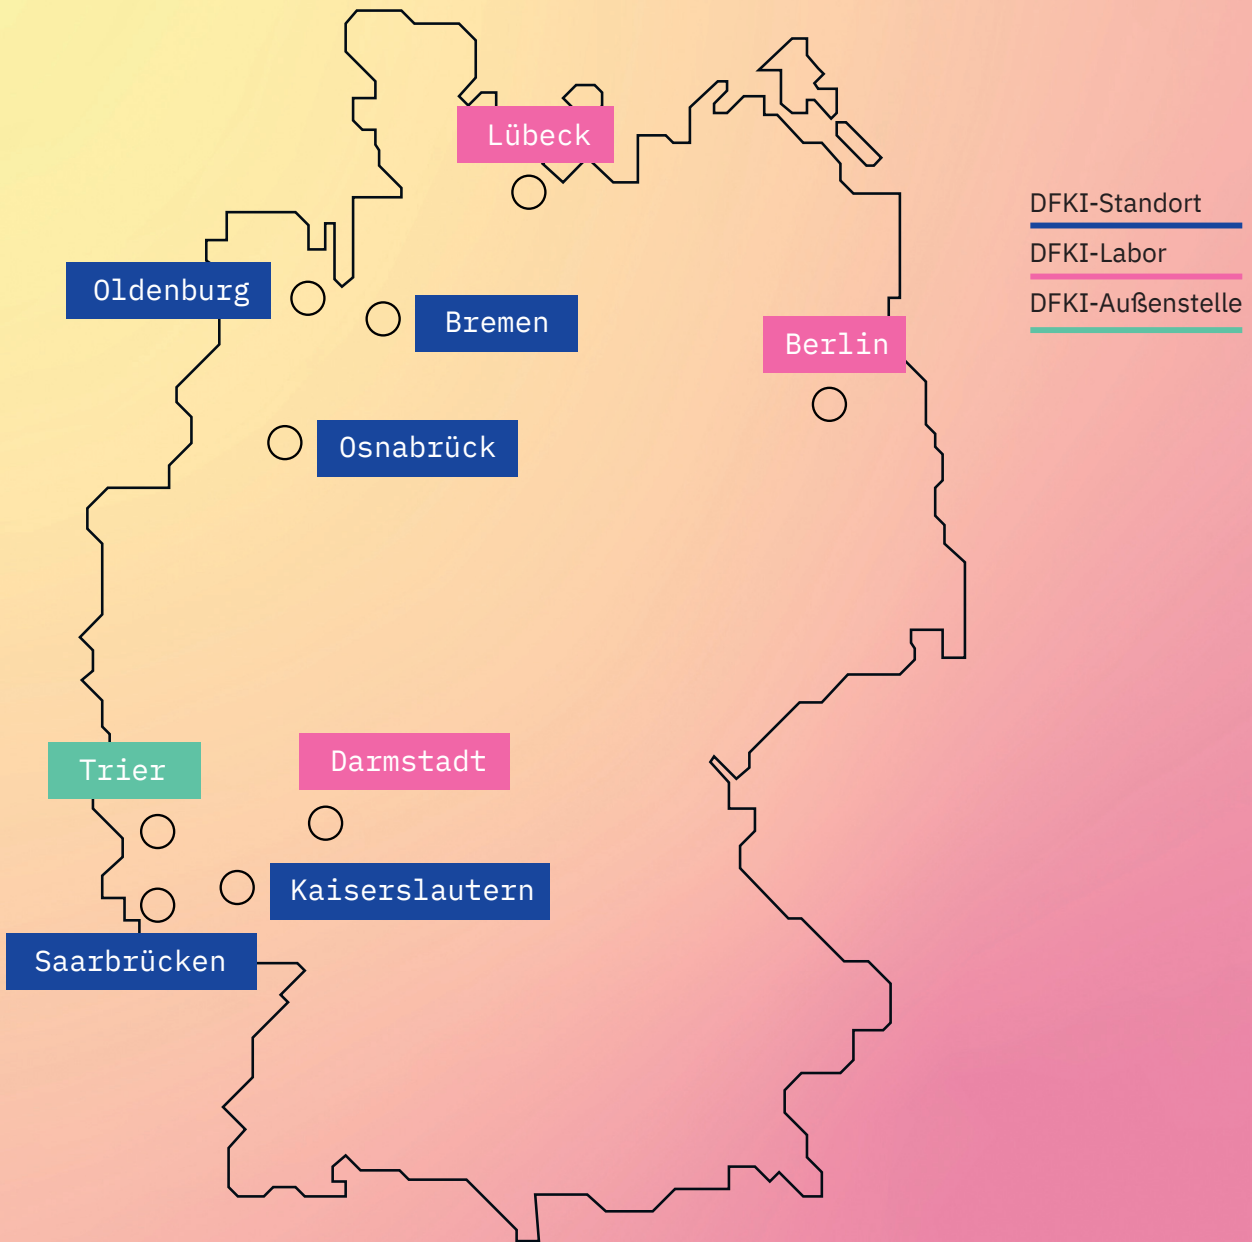 Lübeck
DFKI-Standort
DFKI-Labor
DFKI-Außenstelle
Oldenburg
Bremen
Berlin
Osnabrück
Trier
Darmstadt
Kaiserslautern
Saarbrücken